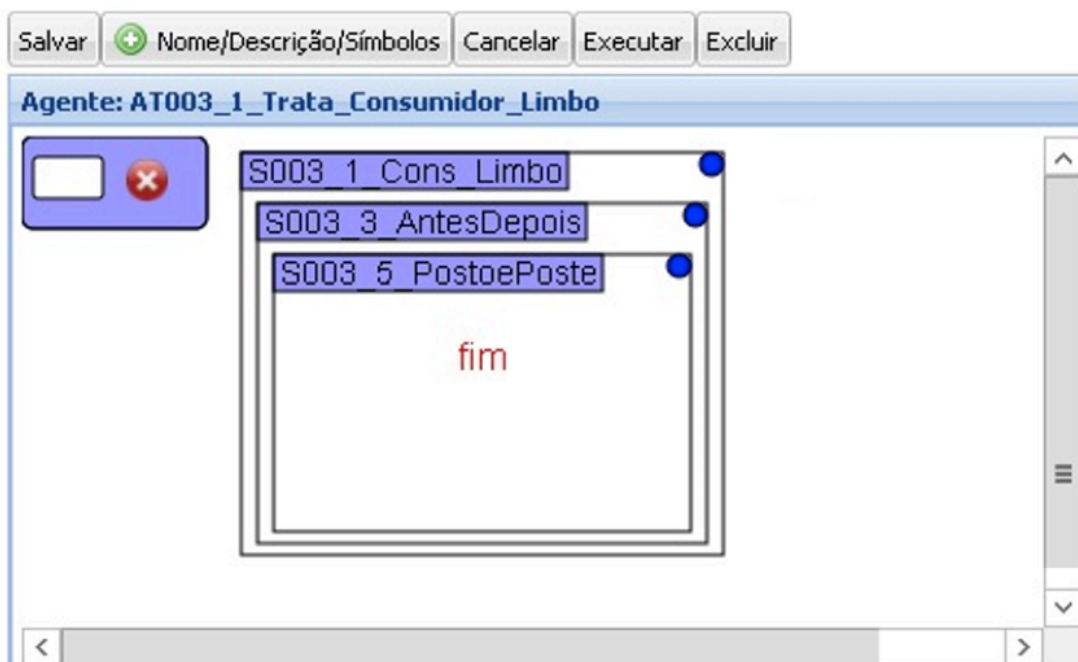 Salvar Nome/Descrição/Símbolos Cancelar Executar Excluir
Agente: AT003_1_Trata_Consumidor_Limbo
S003_1_Cons_Limbo
S003_3_AntesDepois
S003_5_PostoePoste
fim